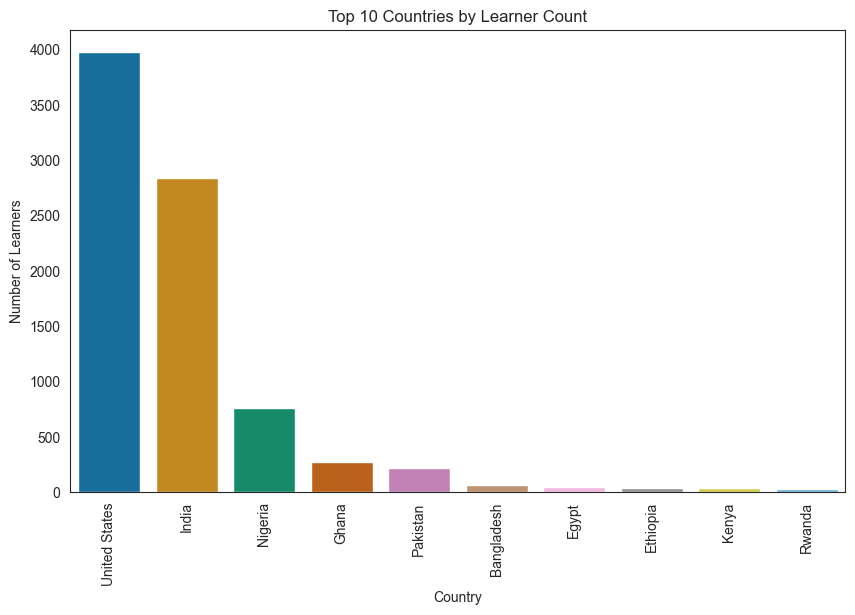 Top 10 Countries by Learner Count
Number of Learners
4000
3500
3000
2500
2000
1500
1000
500
0
United States
India
Nigeria
Ghana
Pakistan
Bangladesh
Egypt
Ethiopia
Kenya
Rwanda
Country